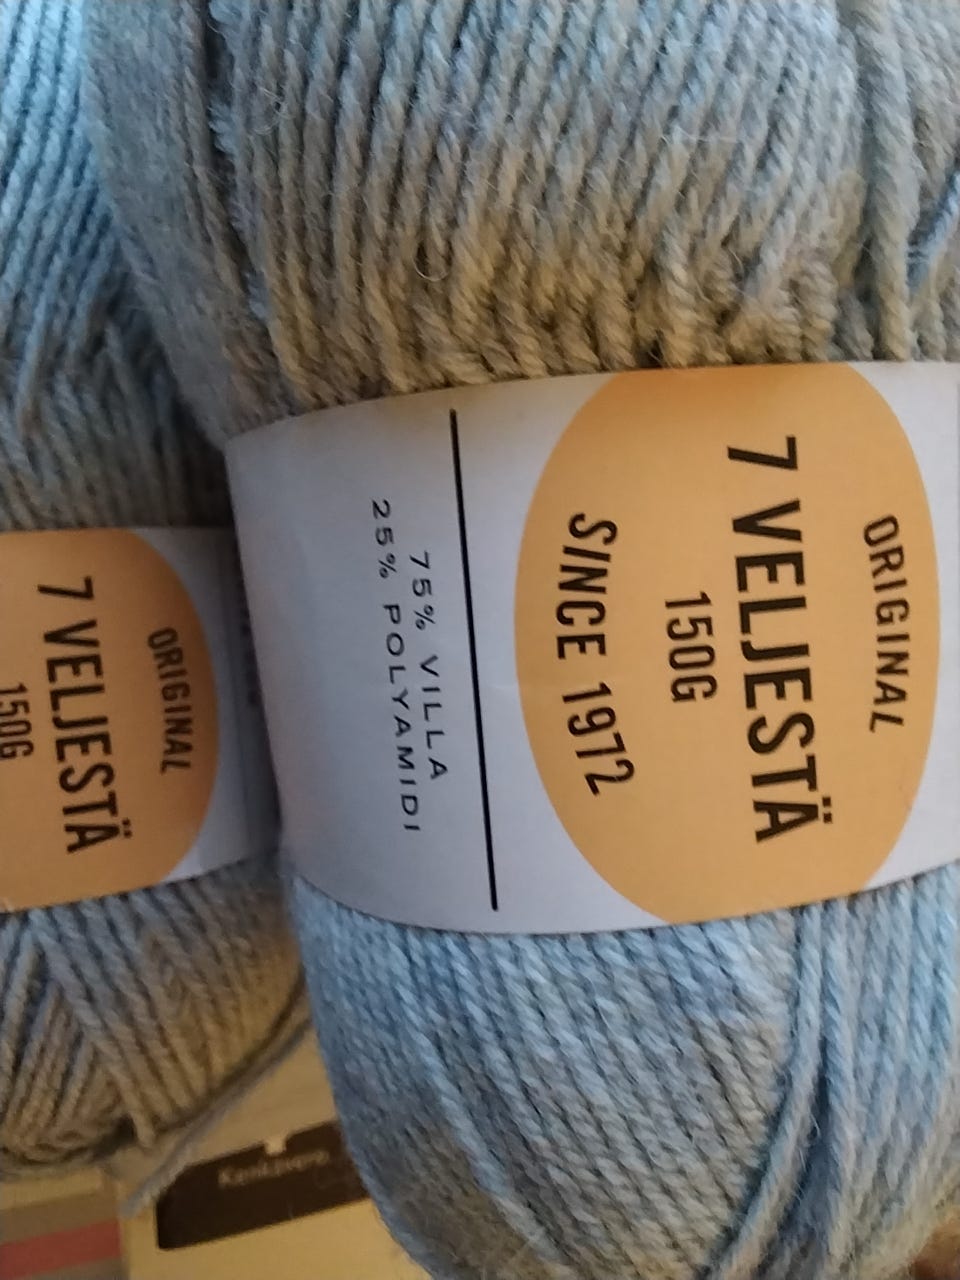 ORIGINAL
7 VELJESTÄ
150G
SINCE 1972
75% VILLA
25% POLYAMIDI
ORIGINAL
7 VELJESTÄ
150G